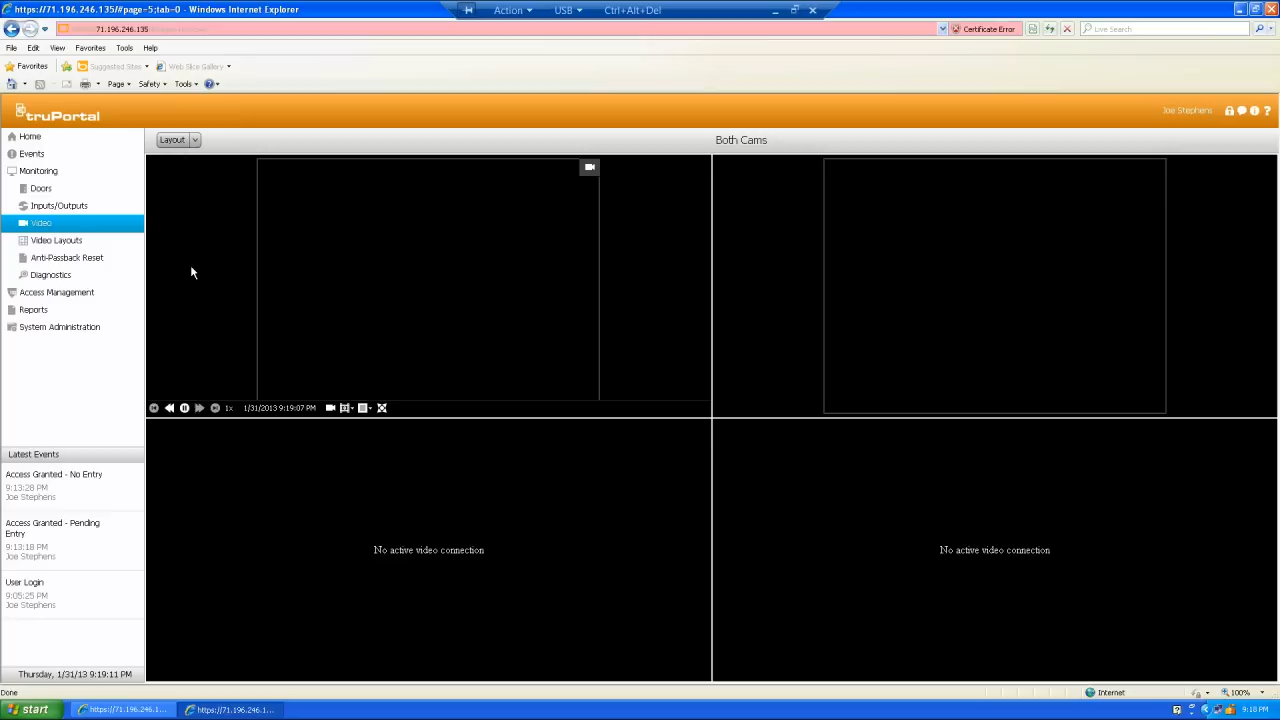 https://71.196.246.135/#page-5;tab-0 - Windows Internet Explorer
Action
USB
Ctrl+Alt+Del
71.196.246.135
Certificate Error
Live Search
File Edit View Favorites Tools Help
Favorites
Suggested Sites
Web Slice Gallery
Page Safety Tools
truPortal
Joe Stephens
Home
Layout
Both Cams
Events
Monitoring
Doors
Inputs/Outputs
Video
Video Layouts
Anti-Passback Reset
Diagnostics
Access Management
Reports
System Administration
1x 1/31/2013 9:19:07 PM
Latest Events
Access Granted - No Entry
9:13:28 PM
Joe Stephens
Access Granted - Pending
Entry
9:13:18 PM
Joe Stephens
User Login
9:05:25 PM
Joe Stephens
No active video connection
No active video connection
Thursday, 1/31/13 9:19:11 PM
Done
Internet
100%
start
https://71.196.246.1...
https://71.196.246.1...
9:18 PM